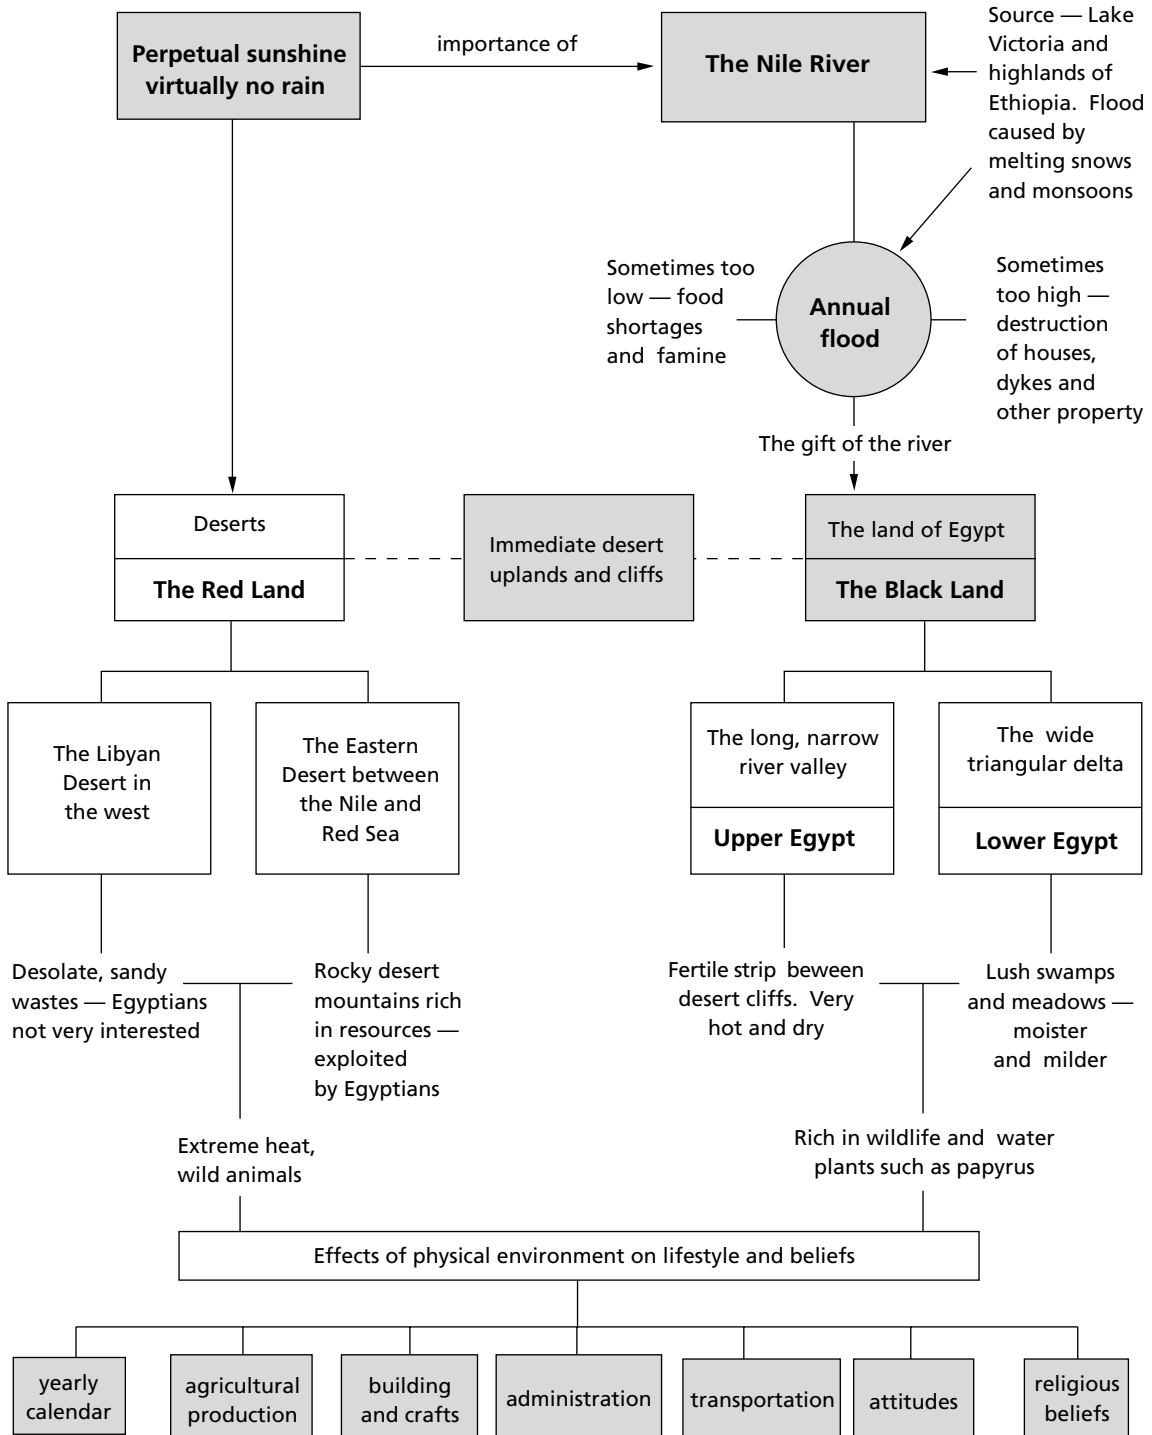 Perpetual sunshine
virtually no rain
importance of
The Nile River
Source — Lake
Victoria and
highlands of
Ethiopia. Flood
caused by
melting snows
and monsoons
Sometimes too
low — food
shortages
and famine
Annual
flood
Sometimes
too high —
destruction
of houses,
dykes and
other property
The gift of the river
Deserts
The Red Land
Immediate desert
uplands and cliffs
The land of Egypt
The Black Land
The Libyan
Desert in
the west
The Eastern
Desert between
the Nile and
Red Sea
The long, narrow
river valley
Upper Egypt
The wide
triangular delta
Lower Egypt
Desolate, sandy
wastes — Egyptians
not very interested
Rocky desert
mountains rich
in resources —
exploited
by Egyptians
Fertile strip beween
desert cliffs. Very
hot and dry
Lush swamps
and meadows —
moister
and milder
Extreme heat,
wild animals
Rich in wildlife and water
plants such as papyrus
Effects of physical environment on lifestyle and beliefs
yearly
calendar
agricultural
production
building
and crafts
administration
transportation
attitudes
religious
beliefs